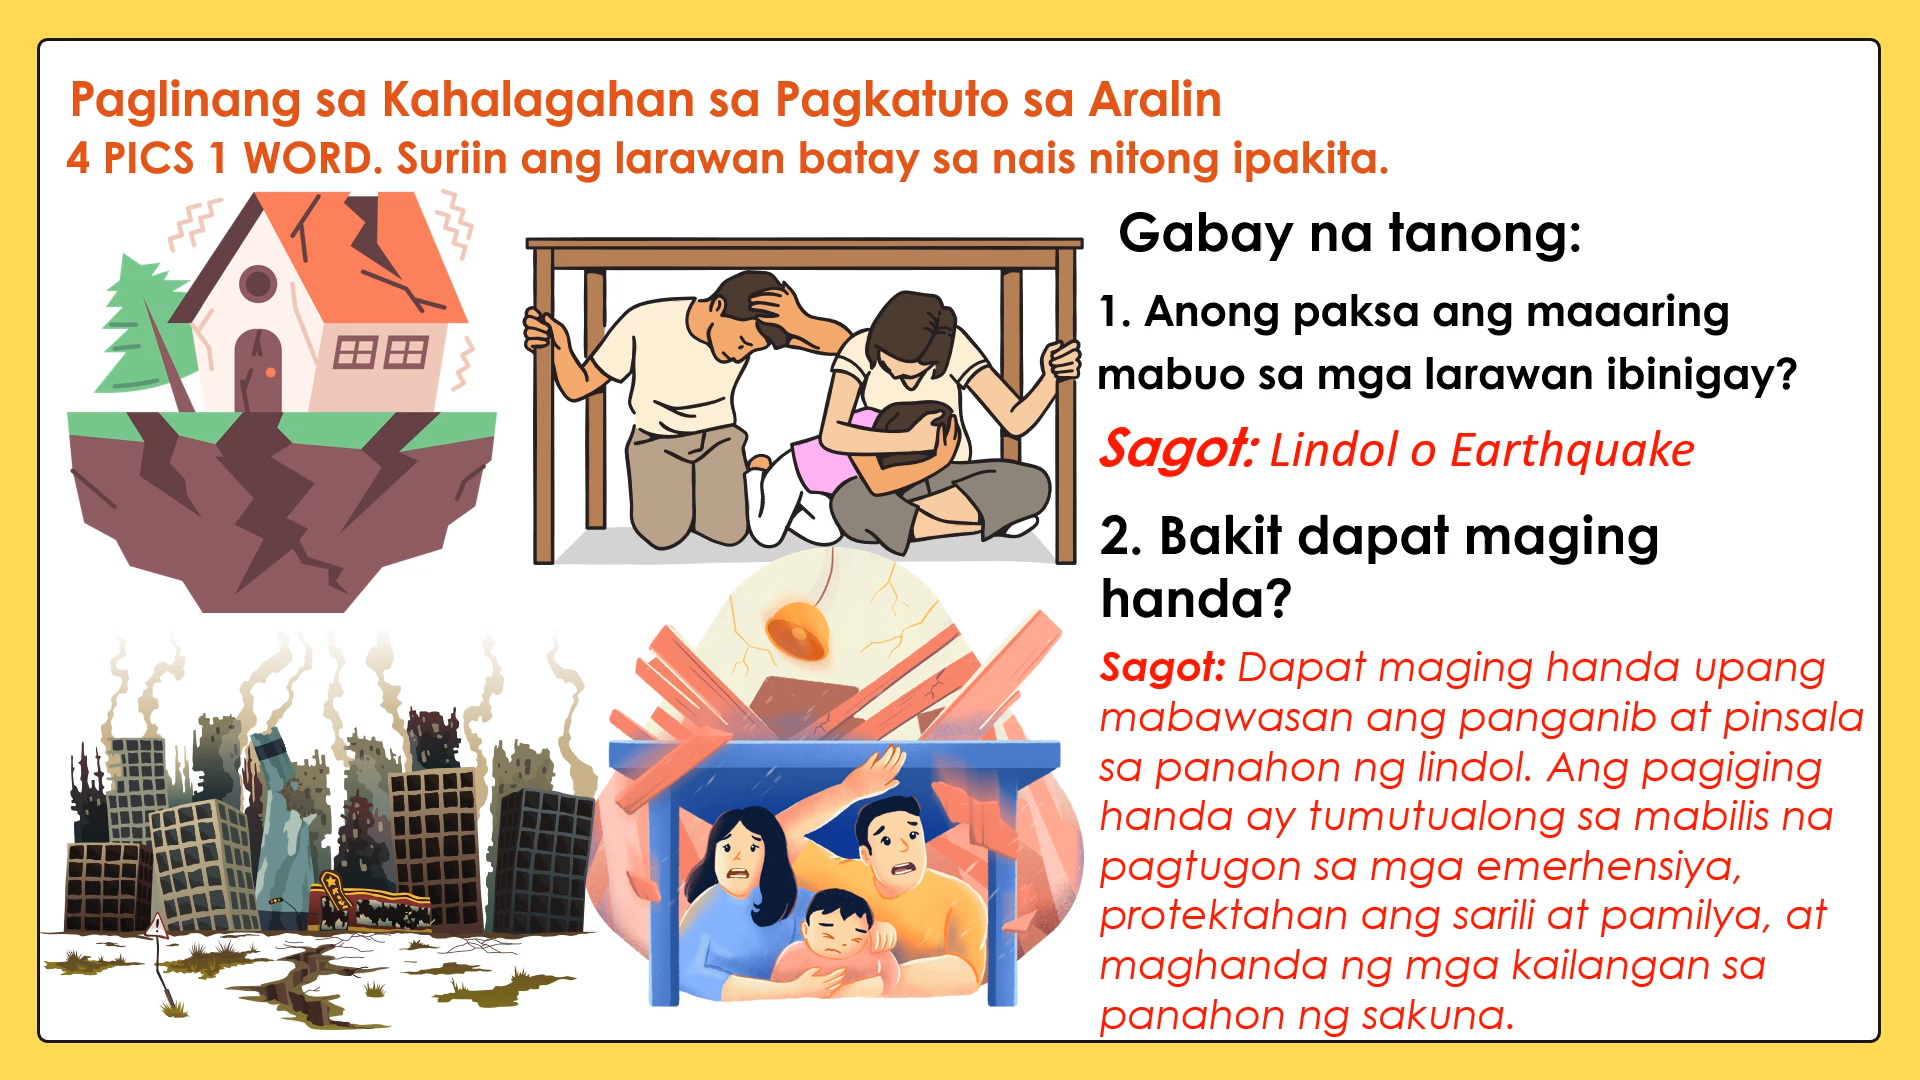 Paglinang sa Kahalagahan sa Pagkatuto sa Aralin
4 PICS 1 WORD. Suriin ang larawan batay sa nais nitong ipakita.
Gabay na tanong:
1. Anong paksa ang maaaring
mabuo sa mga larawan ibinigay?
Sagot: Lindol o Earthquake
2. Bakit dapat maging
handa?
Sagot: Dapat maging handa upang
mabawasan ang panganib at pinsala
sa panahon ng lindol. Ang pagiging
handa ay tumutualong sa mabilis na
pagtugon sa mga emerhensiya,
protektahan ang sarili at pamilya, at
maghanda ng mga kailangan sa
panahon ng sakuna.